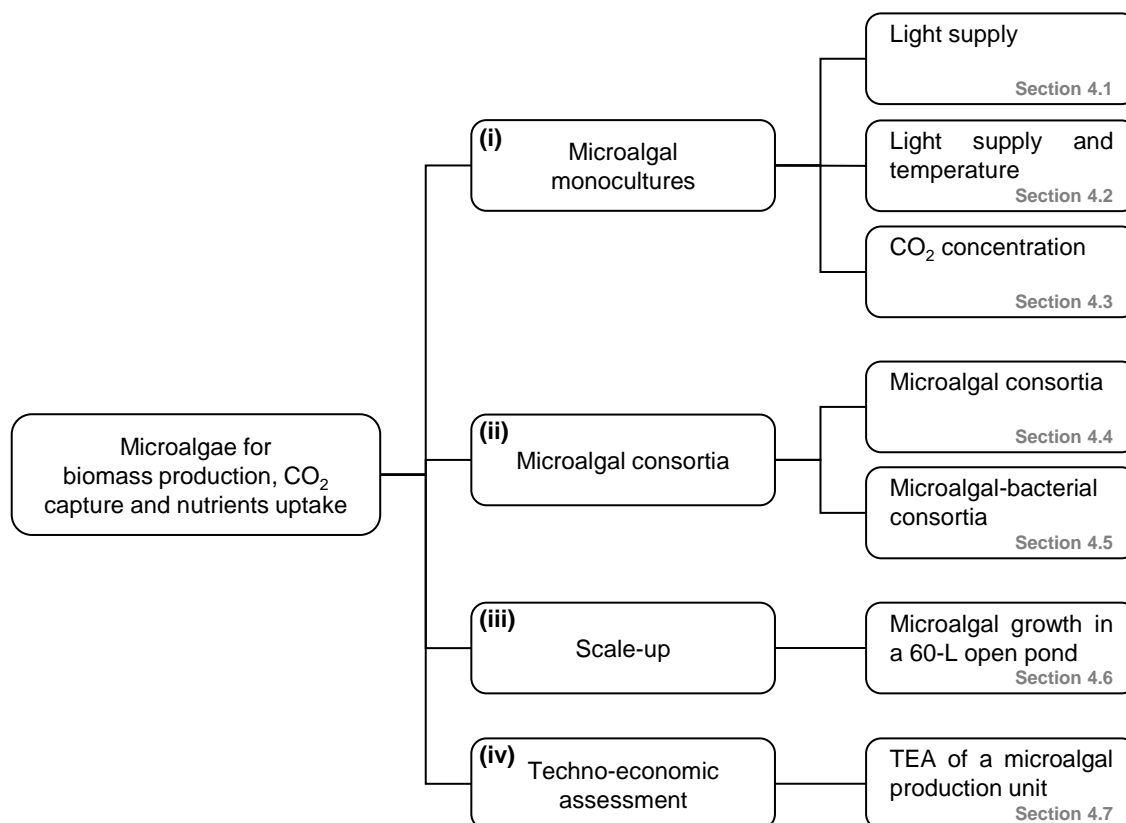 Microalgae for
biomass production, CO₂
capture and nutrients uptake
(i)
Microalgal
monocultures
Light supply
Section 4.1
Light supply and
temperature
Section 4.2
CO₂ concentration
Section 4.3
(ii)
Microalgal consortia
Microalgal consortia
Section 4.4
Microalgal-bacterial
consortia
Section 4.5
(iii)
Scale-up
Microalgal growth in
a 60-L open pond
Section 4.6
(iv)
Techno-economic
assessment
TEA of a microalgal
production unit
Section 4.7